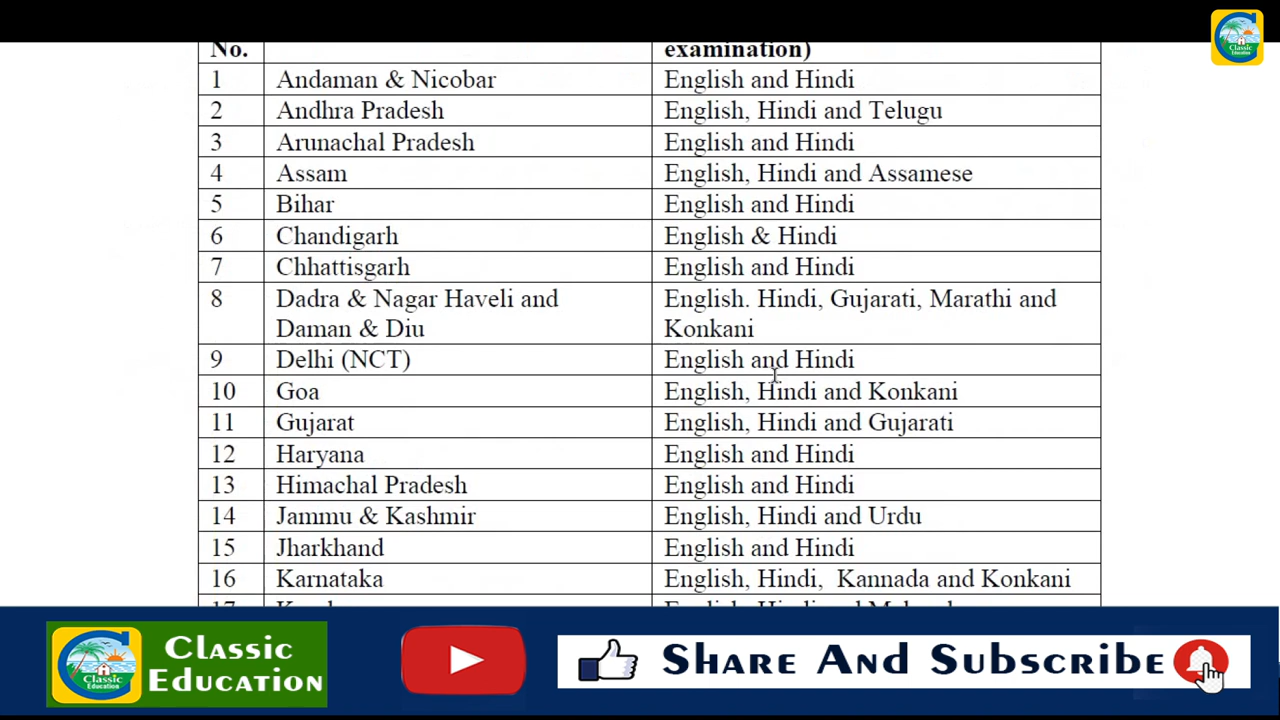 Classic
Education
No. examination)
1 Andaman & Nicobar English and Hindi
2 Andhra Pradesh English, Hindi and Telugu
3 Arunachal Pradesh English and Hindi
4 Assam English, Hindi and Assamese
5 Bihar English and Hindi
6 Chandigarh English & Hindi
7 Chhattisgarh English and Hindi
8 Dadra & Nagar Haveli and English. Hindi, Gujarati, Marathi and
Daman & Diu Konkani
9 Delhi (NCT) English and Hindi
10 Goa English, Hindi and Konkani
11 Gujarat English, Hindi and Gujarati
12 Haryana English and Hindi
13 Himachal Pradesh English and Hindi
14 Jammu & Kashmir English, Hindi and Urdu
15 Jharkhand English and Hindi
16 Karnataka English, Hindi, Kannada and Konkani
Classic
Education
Classic
Education
Share And Subscribe